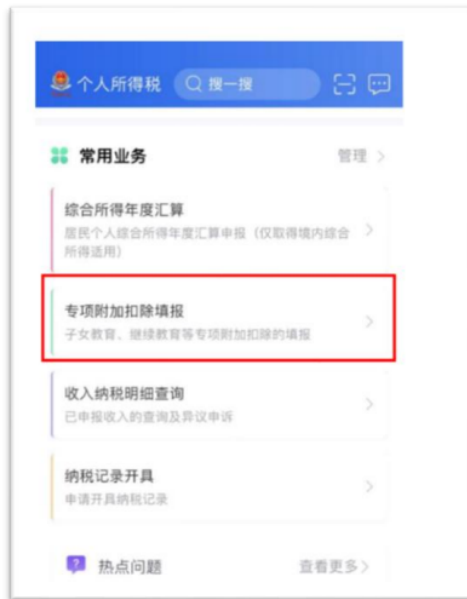 个人所得税
搜一搜
常用业务
管理 >
综合所得年度汇算
居民个人综合所得年度汇算申报（仅取得境内综合
所得适用）
专项附加扣除填报
子女教育、继续教育等专项附加扣除的填报
收入纳税明细查询
已申报收入的查询及异议申诉
纳税记录开具
申请开具纳税记录
热点问题
查看更多>